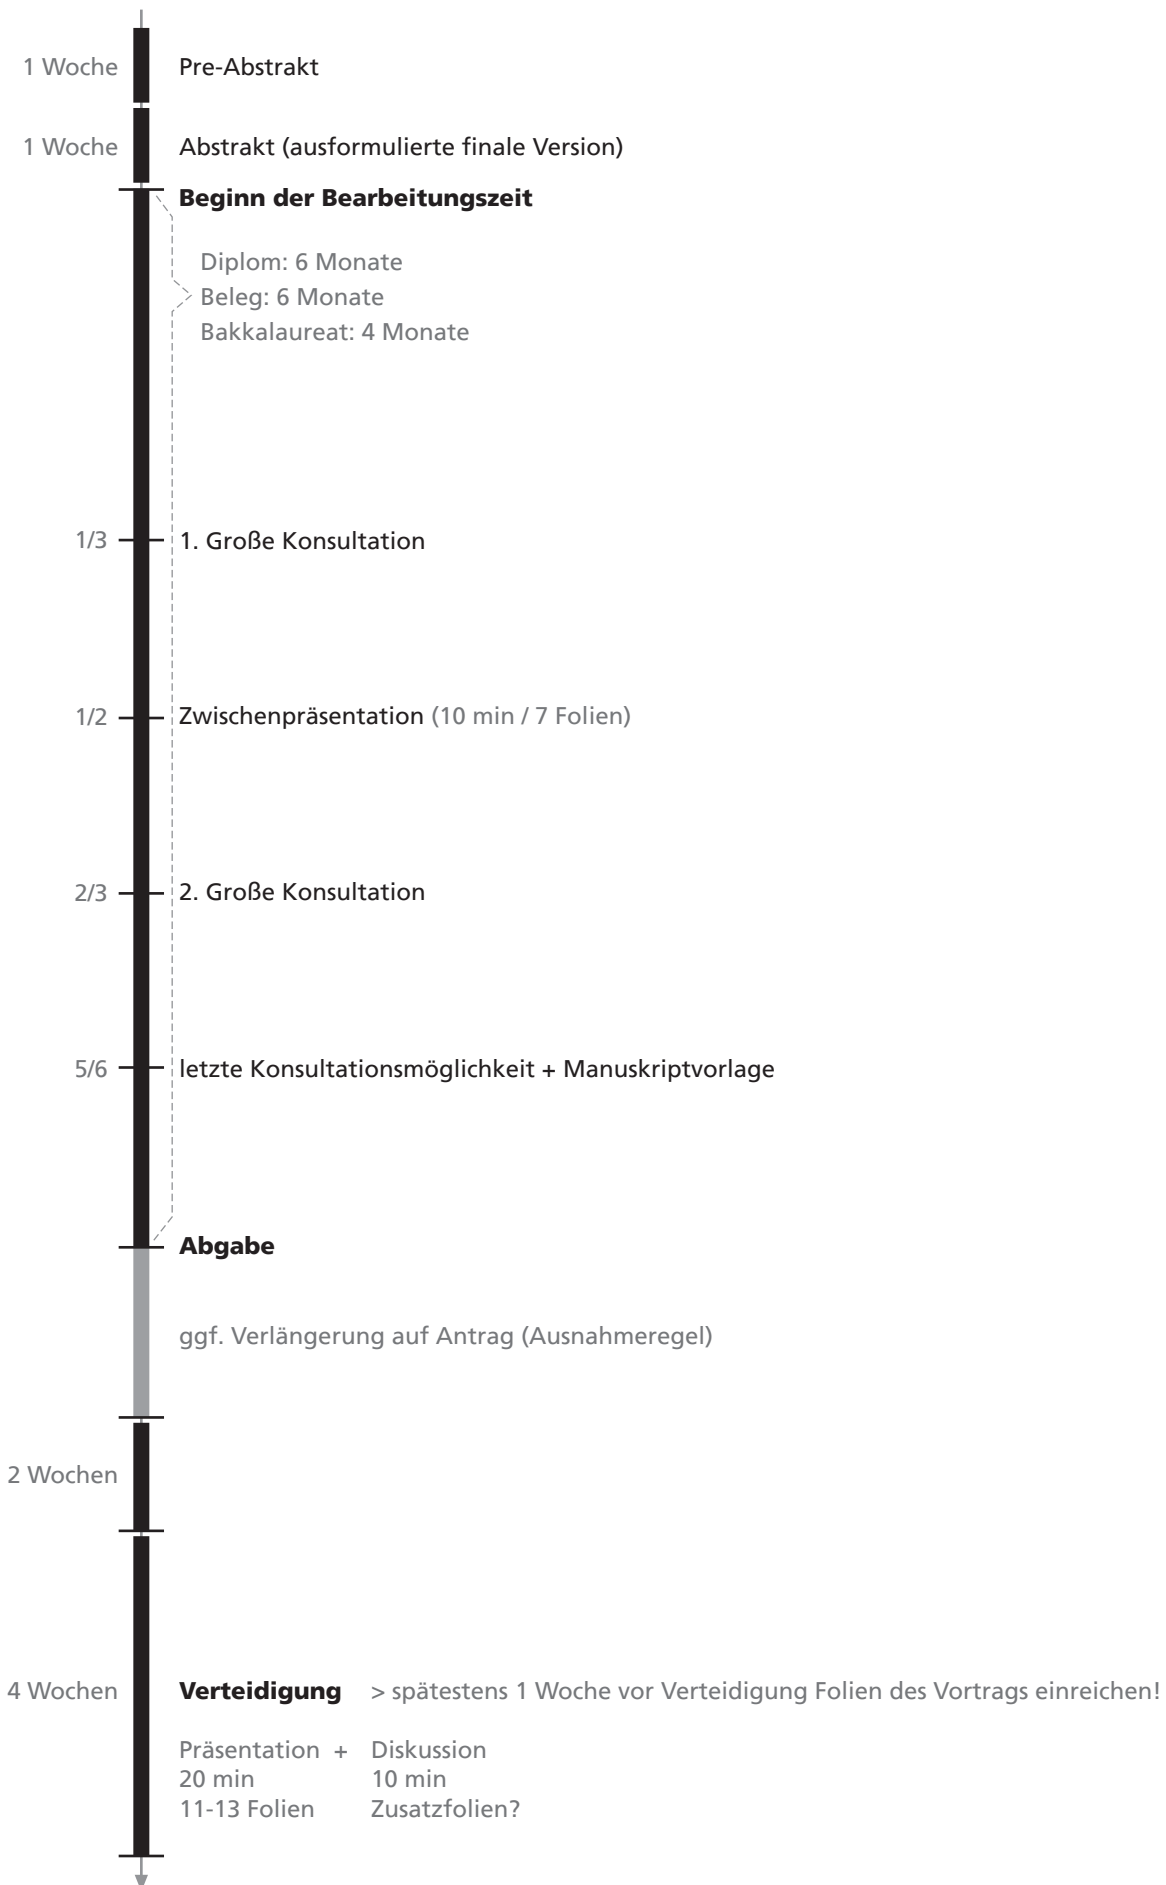 1 Woche Pre-Abstrakt
1 Woche Abstrakt (ausformulierte finale Version)
Beginn der Bearbeitungszeit
Diplom: 6 Monate
Beleg: 6 Monate
Bakkalaureat: 4 Monate
1/3 1. Große Konsultation
1/2 Zwischenpräsentation (10 min / 7 Folien)
2/3 2. Große Konsultation
5/6 letzte Konsultationsmöglichkeit + Manuskriptvorlage
Abgabe
ggf. Verlängerung auf Antrag (Ausnahmeregel)
2 Wochen
4 Wochen Verteidigung > spätestens 1 Woche vor Verteidigung Folien des Vortrags einreichen!
Präsentation + Diskussion
20 min 10 min
11-13 Folien Zusatzfolien?